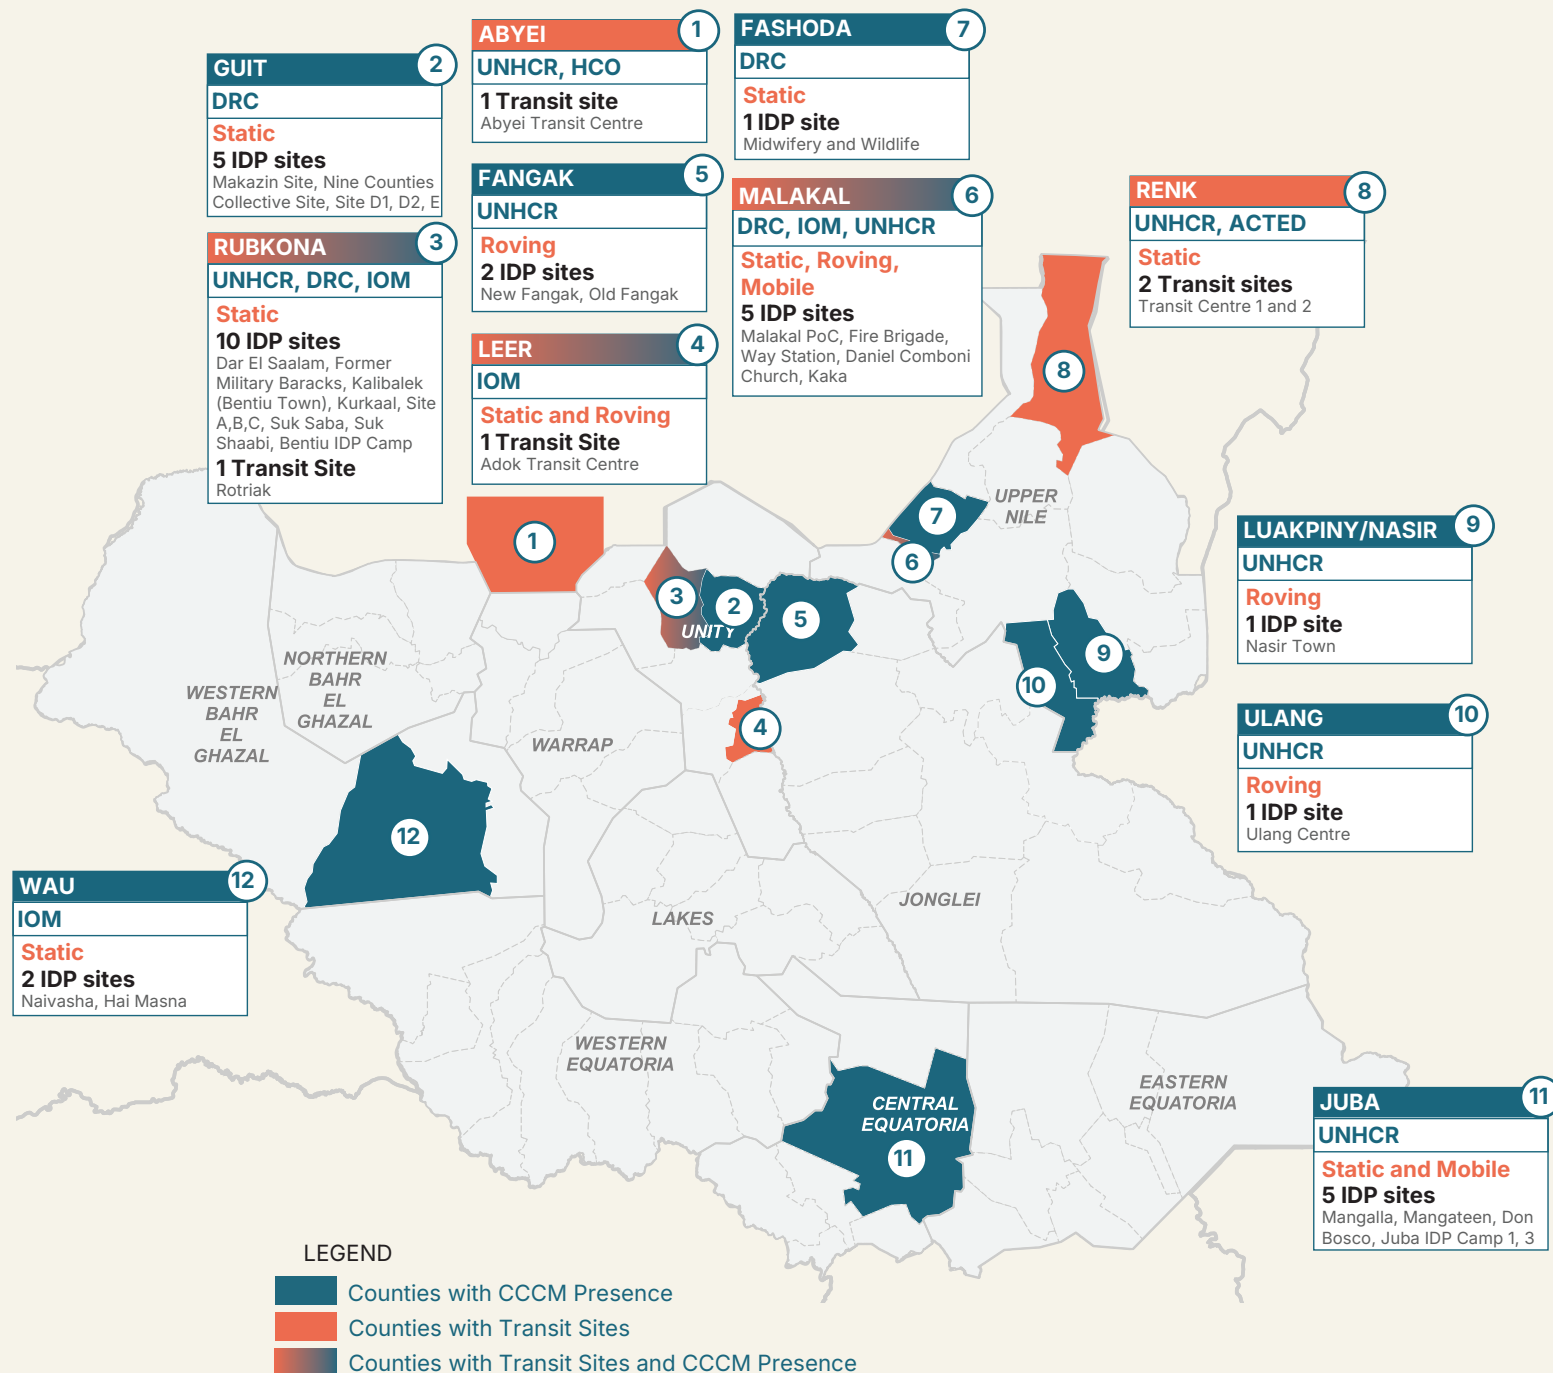 GUIT 2
DRC
Static
5 IDP sites
Makazin Site, Nine Counties
Collective Site, Site D1, D2, E
RUBKONA 3
UNHCR, DRC, IOM
Static
10 IDP sites
Dar El Saalam, Former
Military Baracks, Kalibalek
(Bentiu Town), Kurkaal, Site
A,B,C, Suk Saba, Suk
Shaabi, Bentiu IDP Camp
1 Transit Site
Rotriak
ABYEI 1
UNHCR, HCO
1 Transit site
Abyei Transit Centre
FANGAK 5
UNHCR
Roving
2 IDP sites
New Fangak, Old Fangak
LEER 4
IOM
Static and Roving
1 Transit Site
Adok Transit Centre
FASHODA 7
DRC
Static
1 IDP site
Midwifery and Wildlife
MALAKAL 6
DRC, IOM, UNHCR
Static, Roving,
Mobile
5 IDP sites
Malakal PoC, Fire Brigade,
Way Station, Daniel Comboni
Church, Kaka
RENK 8
UNHCR, ACTED
Static
2 Transit sites
Transit Centre 1 and 2
LUAKPINY/NASIR 9
UNHCR
Roving
1 IDP site
Nasir Town
ULANG 10
UNHCR
Roving
1 IDP site
Ulang Centre
WAU 12
IOM
Static
2 IDP sites
Naivasha, Hai Masna
JUBA 11
UNHCR
Static and Mobile
5 IDP sites
Mangalla, Mangateen, Don
Bosco, Juba IDP Camp 1, 3
8
UPPER
NILE
7
6
1
3
2
UNITY
5
9
10
4
NORTHERN
BAHR
EL
GHAZAL
WESTERN
BAHR
EL
GHAZAL
WARRAP
12
LAKES
JONGLEI
WESTERN
EQUATORIA
CENTRAL
EQUATORIA
11
EASTERN
EQUATORIA
LEGEND
Counties with CCCM Presence
Counties with Transit Sites
Counties with Transit Sites and CCCM Presence